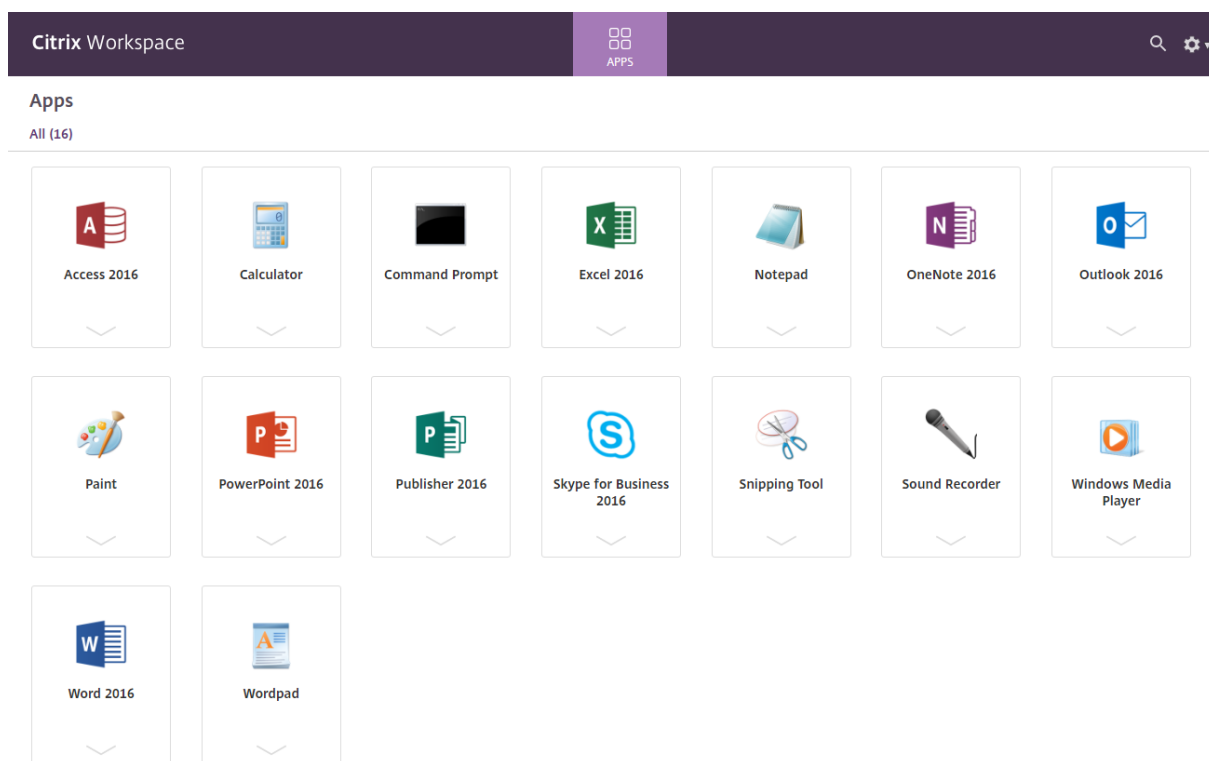 Citrix Workspace
APPS
Apps
All (16)
Access 2016
Calculator
Command Prompt
Excel 2016
Notepad
OneNote 2016
Outlook 2016
Paint
PowerPoint 2016
Publisher 2016
Skype for Business
2016
Snipping Tool
Sound Recorder
Windows Media
Player
Word 2016
Wordpad